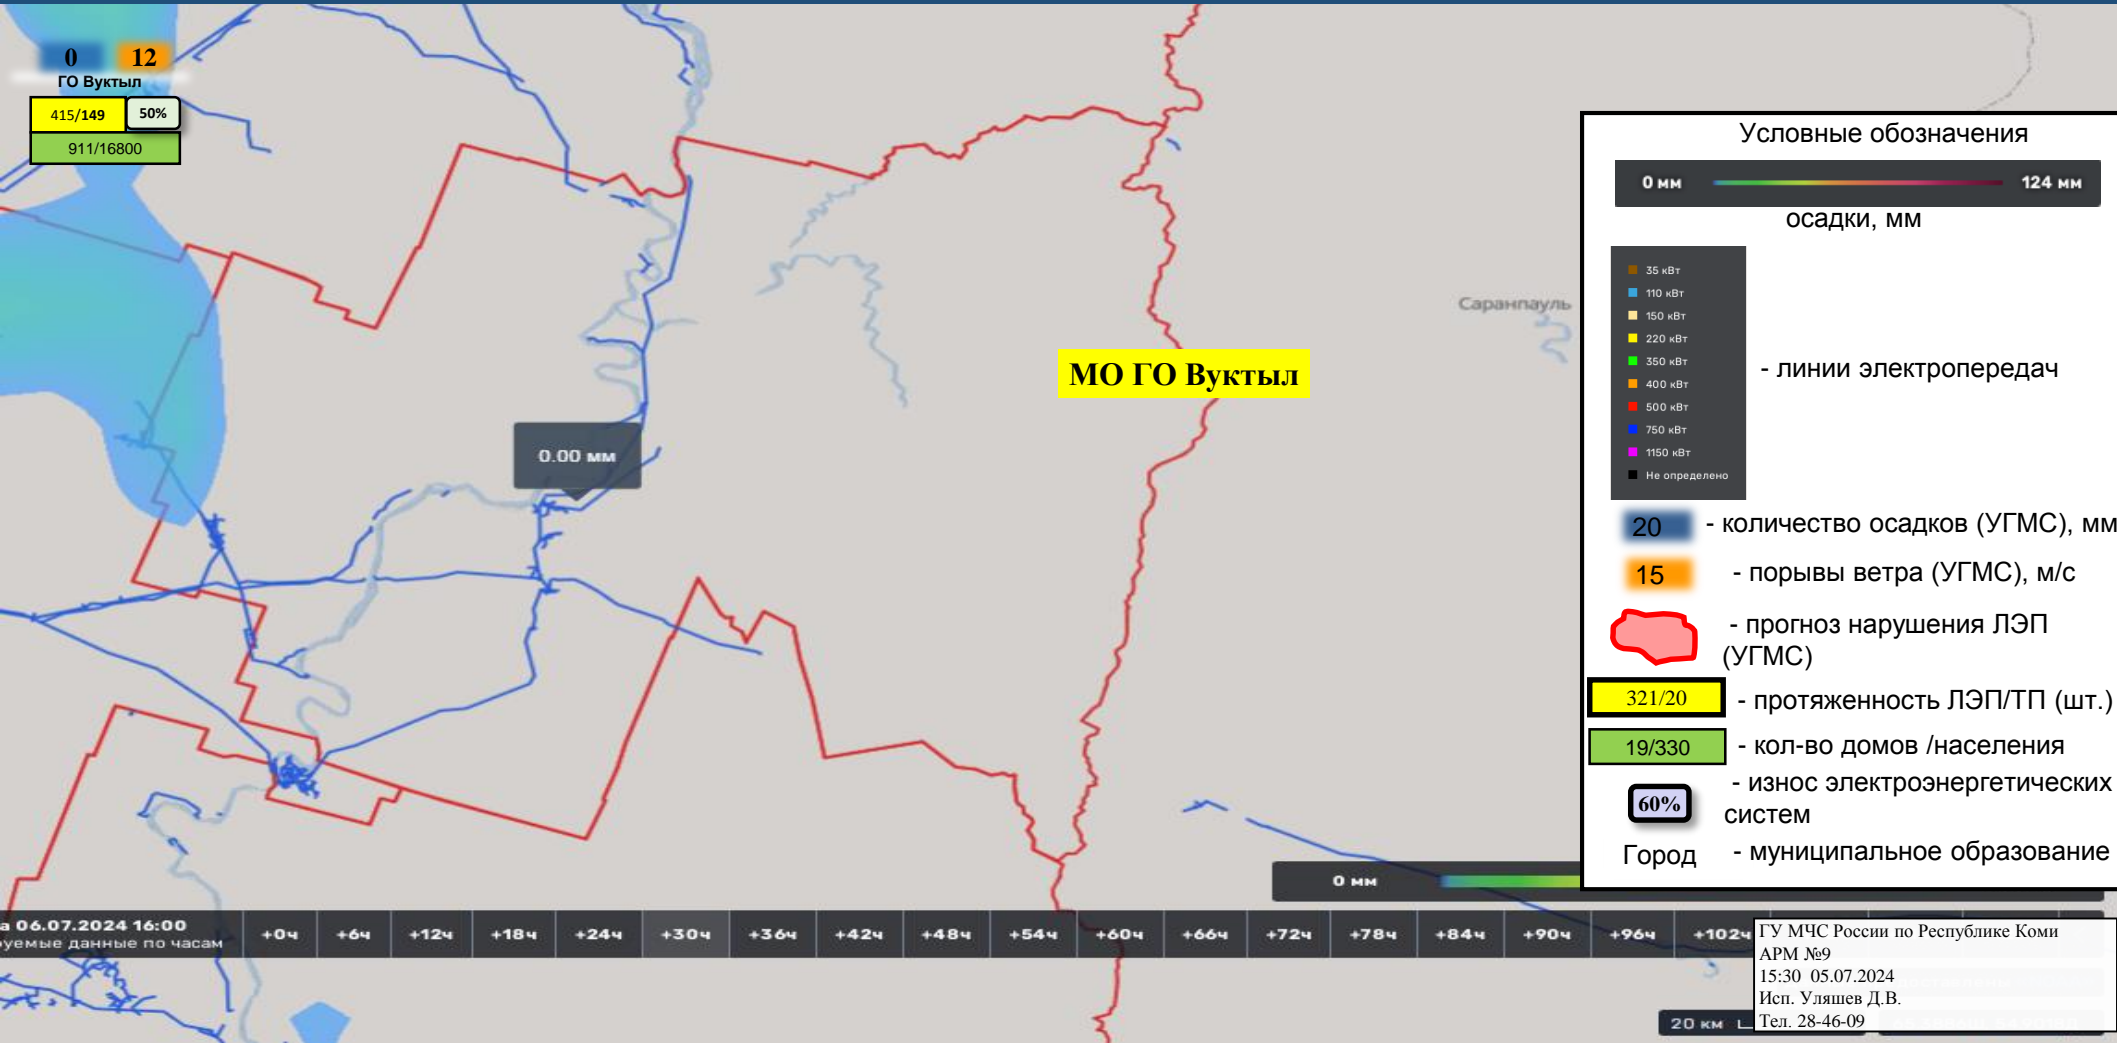 0 12
ГО Вуктыл
415/149 50%
911/16800
МО ГО Вуктыл
Саранпауль
0.00 мм
Условные обозначения
0 мм 124 мм
осадки, мм
35 кВт
110 кВт
150 кВт
220 кВт
350 кВт
400 кВт
500 кВт
750 кВт
1150 кВт
Не определено
- линии электропередач
20 - количество осадков (УГМС), мм
15 - порывы ветра (УГМС), м/с
- прогноз нарушения ЛЭП
(УГМС)
321/20 - протяженность ЛЭП/ТП (шт.)
19/330 - кол-во домов /населения
60% - износ электроэнергетических
систем
Город - муниципальное образование
0 мм
а 06.07.2024 16:00
руемые данные по часам
+0ч +6ч +12ч +18ч +24ч +30ч +36ч +42ч +48ч +54ч +60ч +66ч +72ч +78ч +84ч +90ч +96ч +102ч
ГУ МЧС России по Республике Коми
АРМ №9
15:30 05.07.2024
Исп. Уляшев Д.В.
Тел. 28-46-09
20 км